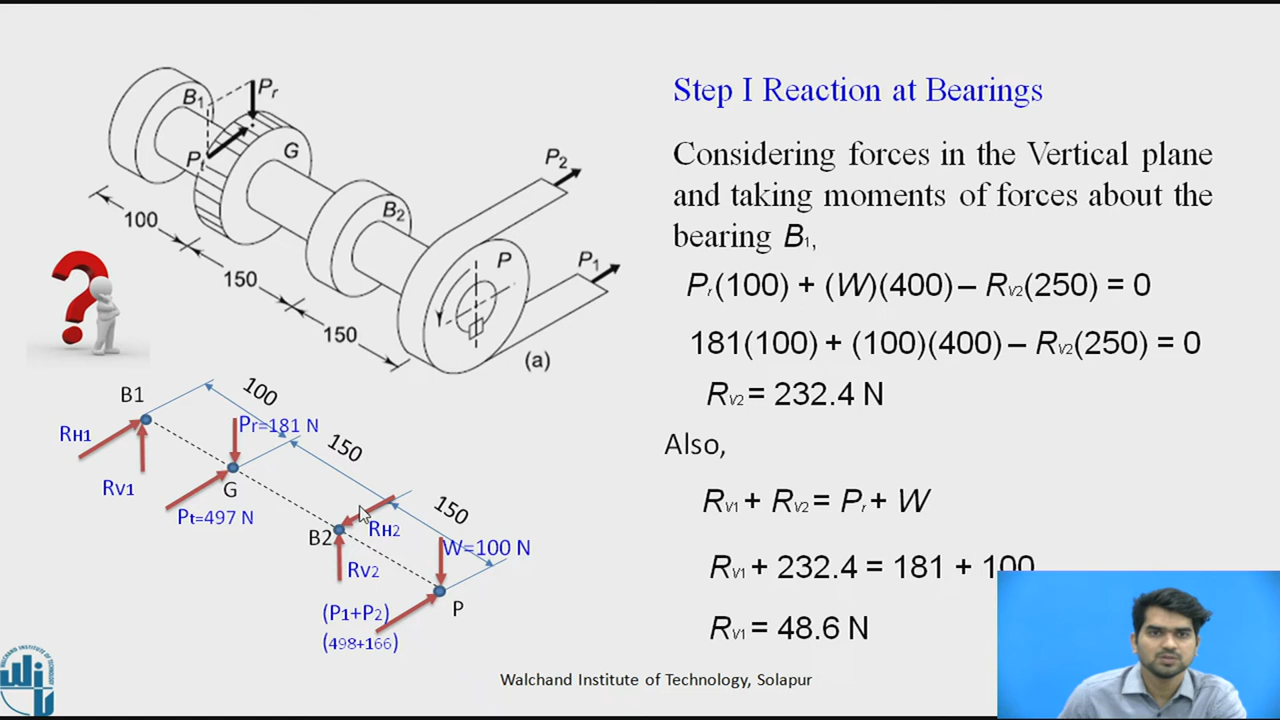 Step I Reaction at Bearings
Considering forces in the Vertical plane
and taking moments of forces about the
bearing B1,
Pr(100) + (W)(400) – RV2(250) = 0
181(100) + (100)(400) – RV2(250) = 0
RV2 = 232.4 N
Also,
RV1 + RV2 = Pr + W
RV1 + 232.4 = 181 + 100
RV1 = 48.6 N
B1
Pr
Pt
G
P2
B2
P1
P
100
150
150
(a)
B1
100
RH1
Pr=181 N
150
RV1
G
Pt=497 N
150
B2
RH2
W=100 N
RV2
(P1+P2)
P
(498+166)
WALCHAND INSTITUTE OF TECHNOLOGY
Walchand Institute of Technology, Solapur